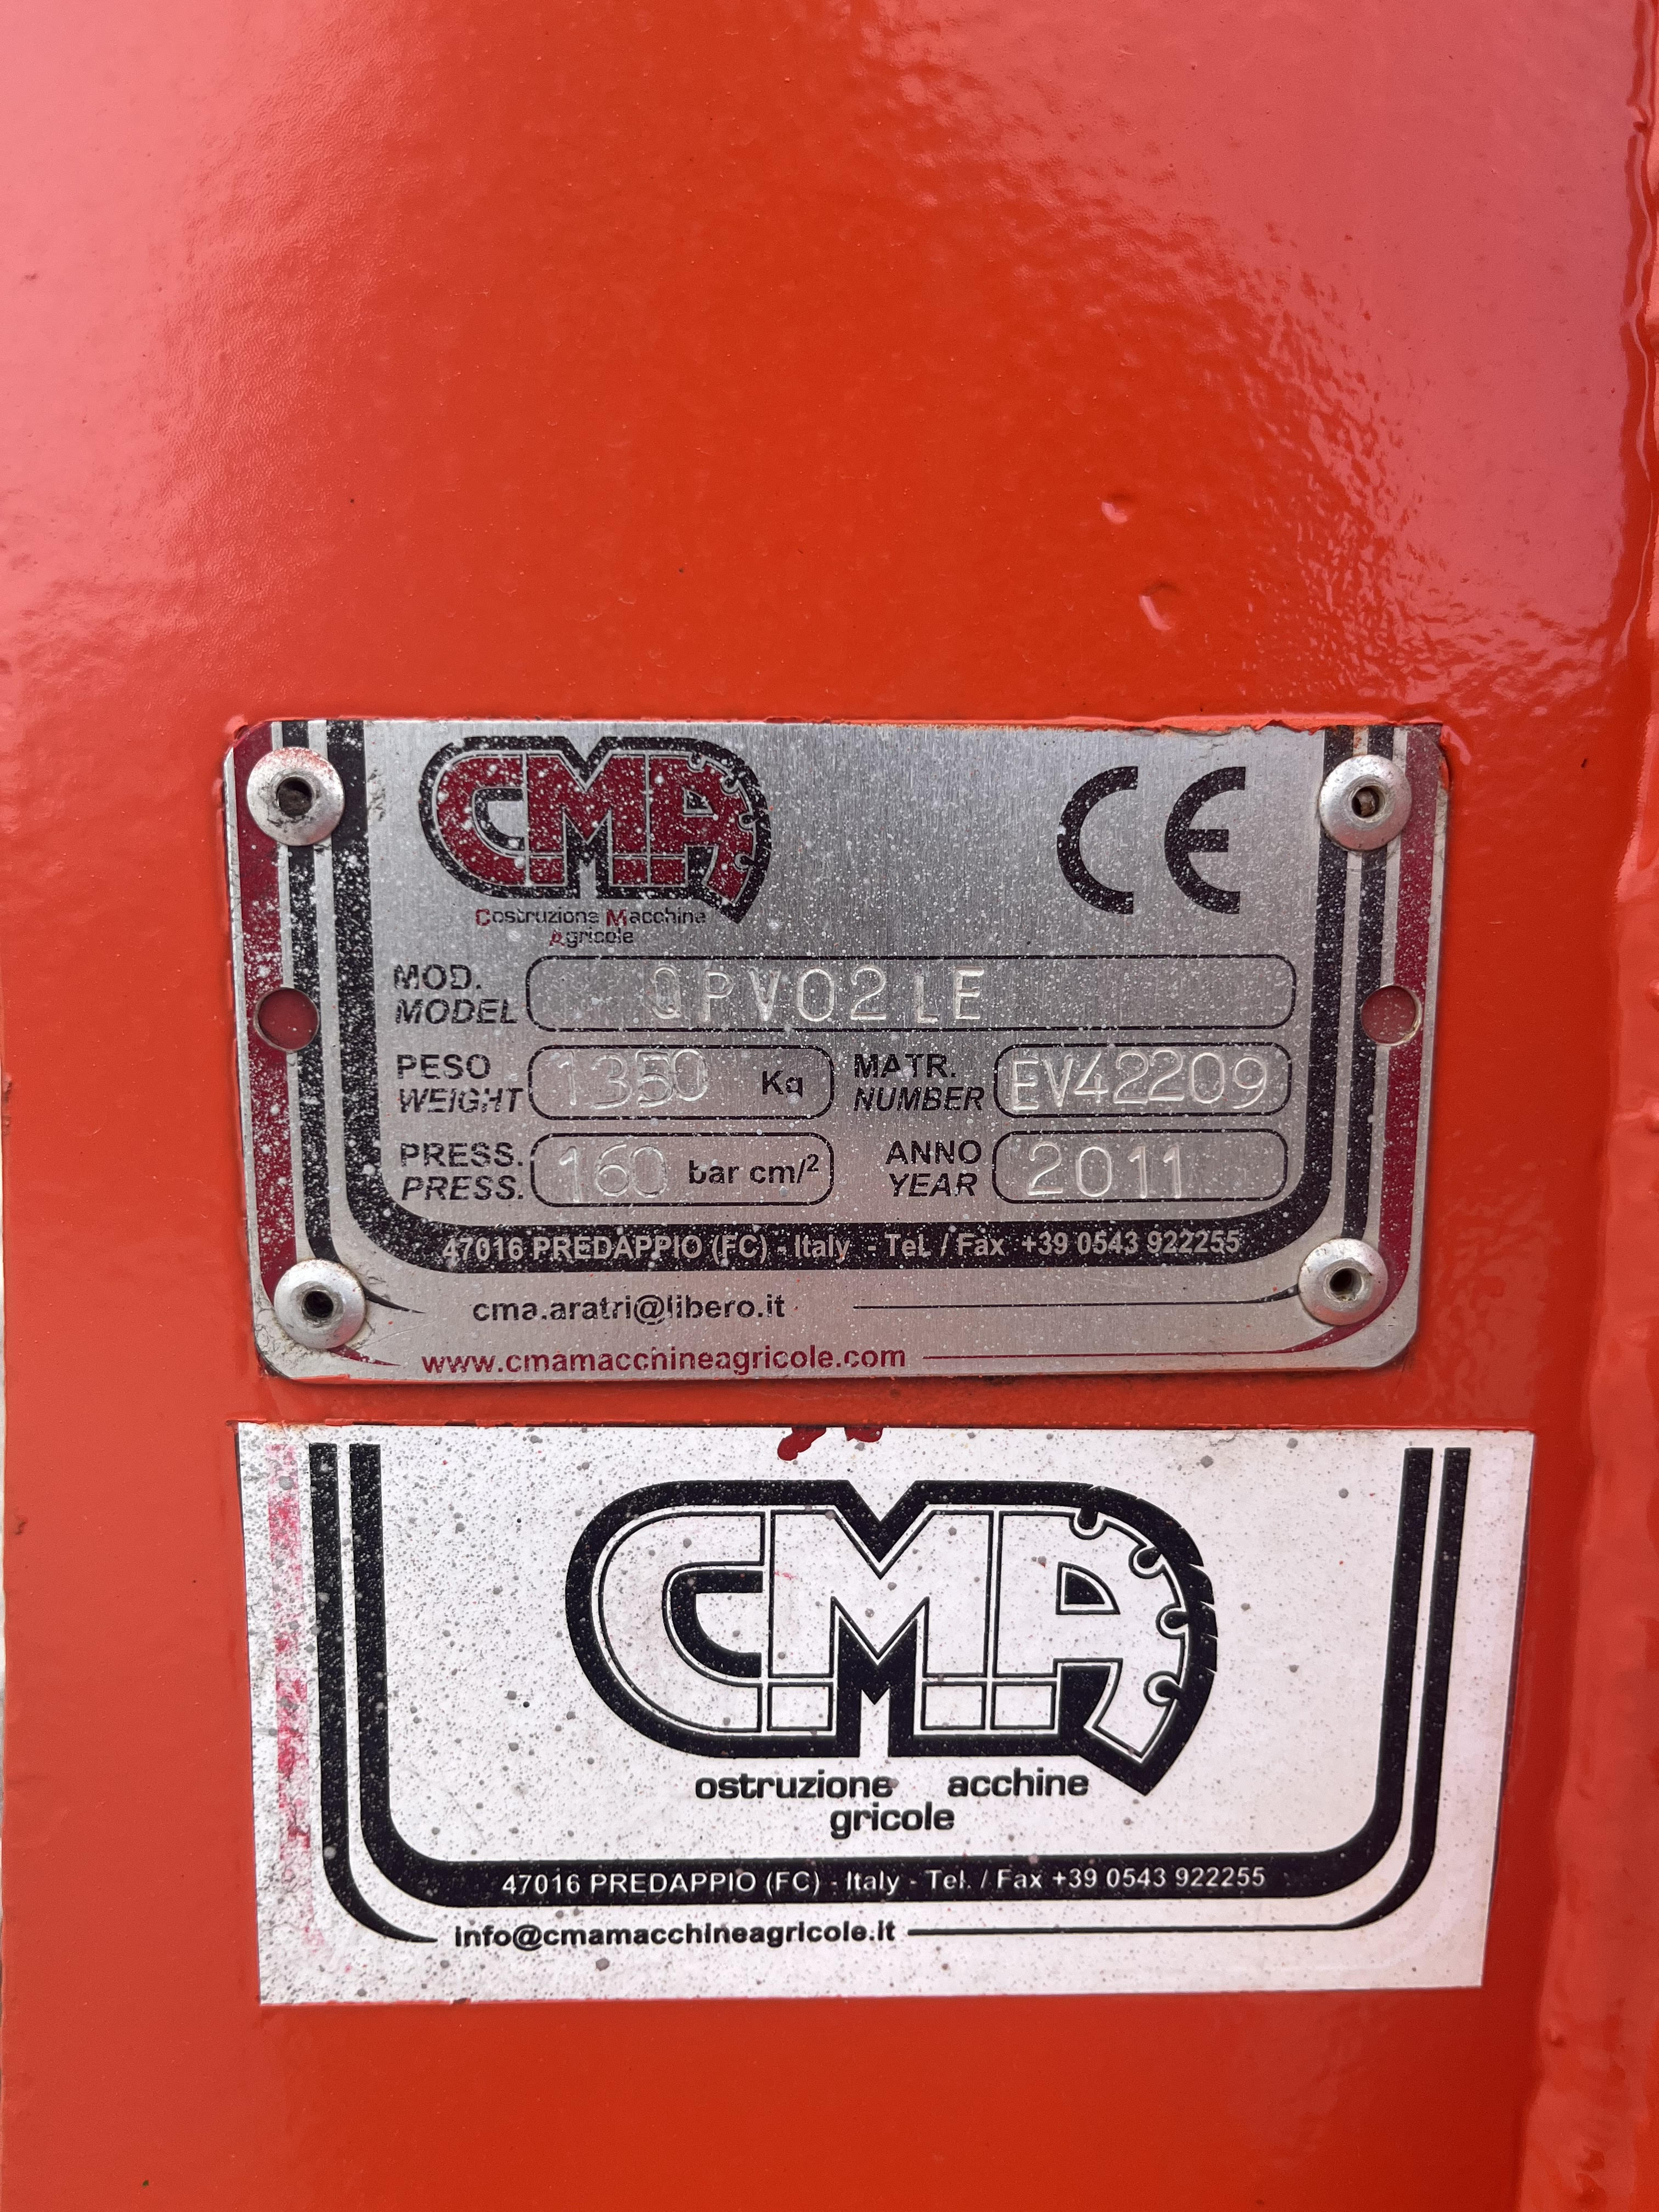 CMA
CE
Costruzione Macchine
Agricole
MOD. QPV02LE
MODEL
PESO 1350 Kg MATR. EV42209
WEIGHT NUMBER
PRESS. 160 bar cm/² ANNO 2011
PRESS. YEAR
47016 PREDAPPIO (FC) - Italy - Tel. / Fax +39 0543 922255
cma.aratri@libero.it
www.cmamacchineagricole.com
CMA
ostruzione acchine
gricole
47016 PREDAPPIO (FC) - Italy - Tel. / Fax +39 0543 922255
info@cmamacchineagricole.it